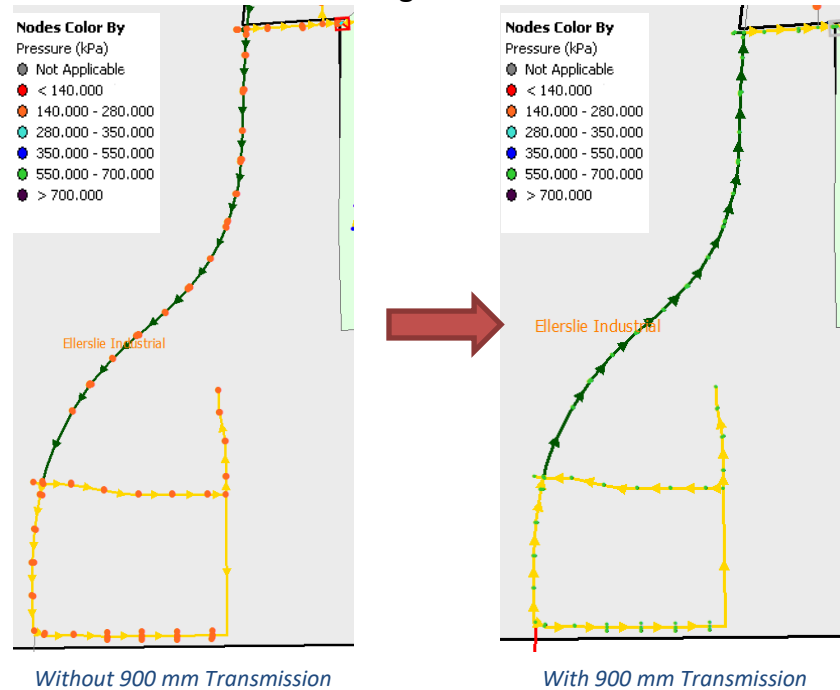 Nodes Color By
Pressure (kPa)
Not Applicable
< 140.000
140.000 - 280.000
280.000 - 350.000
350.000 - 550.000
550.000 - 700.000
> 700.000
Ellerslie Industrial
Without 900 mm Transmission
Nodes Color By
Pressure (kPa)
Not Applicable
< 140.000
140.000 - 280.000
280.000 - 350.000
350.000 - 550.000
550.000 - 700.000
> 700.000
Ellerslie Industrial
With 900 mm Transmission